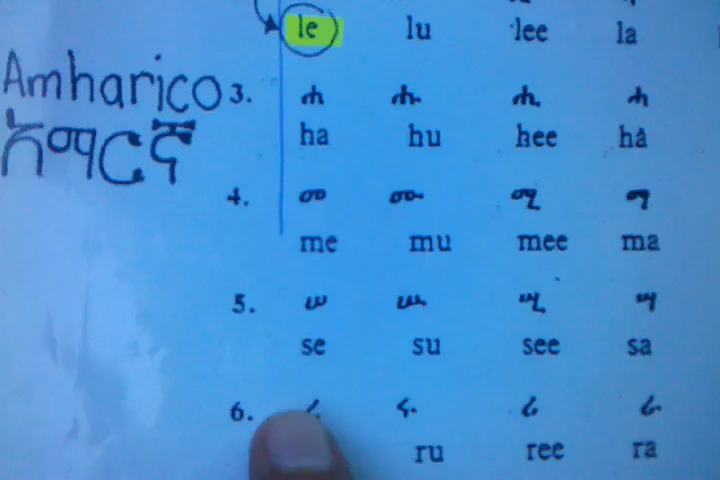 le lu lee la
Amharico
አማርኛ
3. ሐ ሑ ሒ ሓ
ha hu hee hâ
4. መ ሙ ሚ ማ
me mu mee ma
5. ሠ ሡ ሢ ሣ
se su see sa
6. ሩ ሪ ራ
ru ree ra